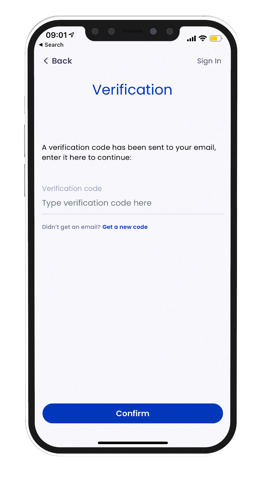 09:01
Search
Back
Sign In
Verification
A verification code has been sent to your email,
enter it here to continue:
Verification code
Type verification code here
Didn't get an email? Get a new code
Confirm